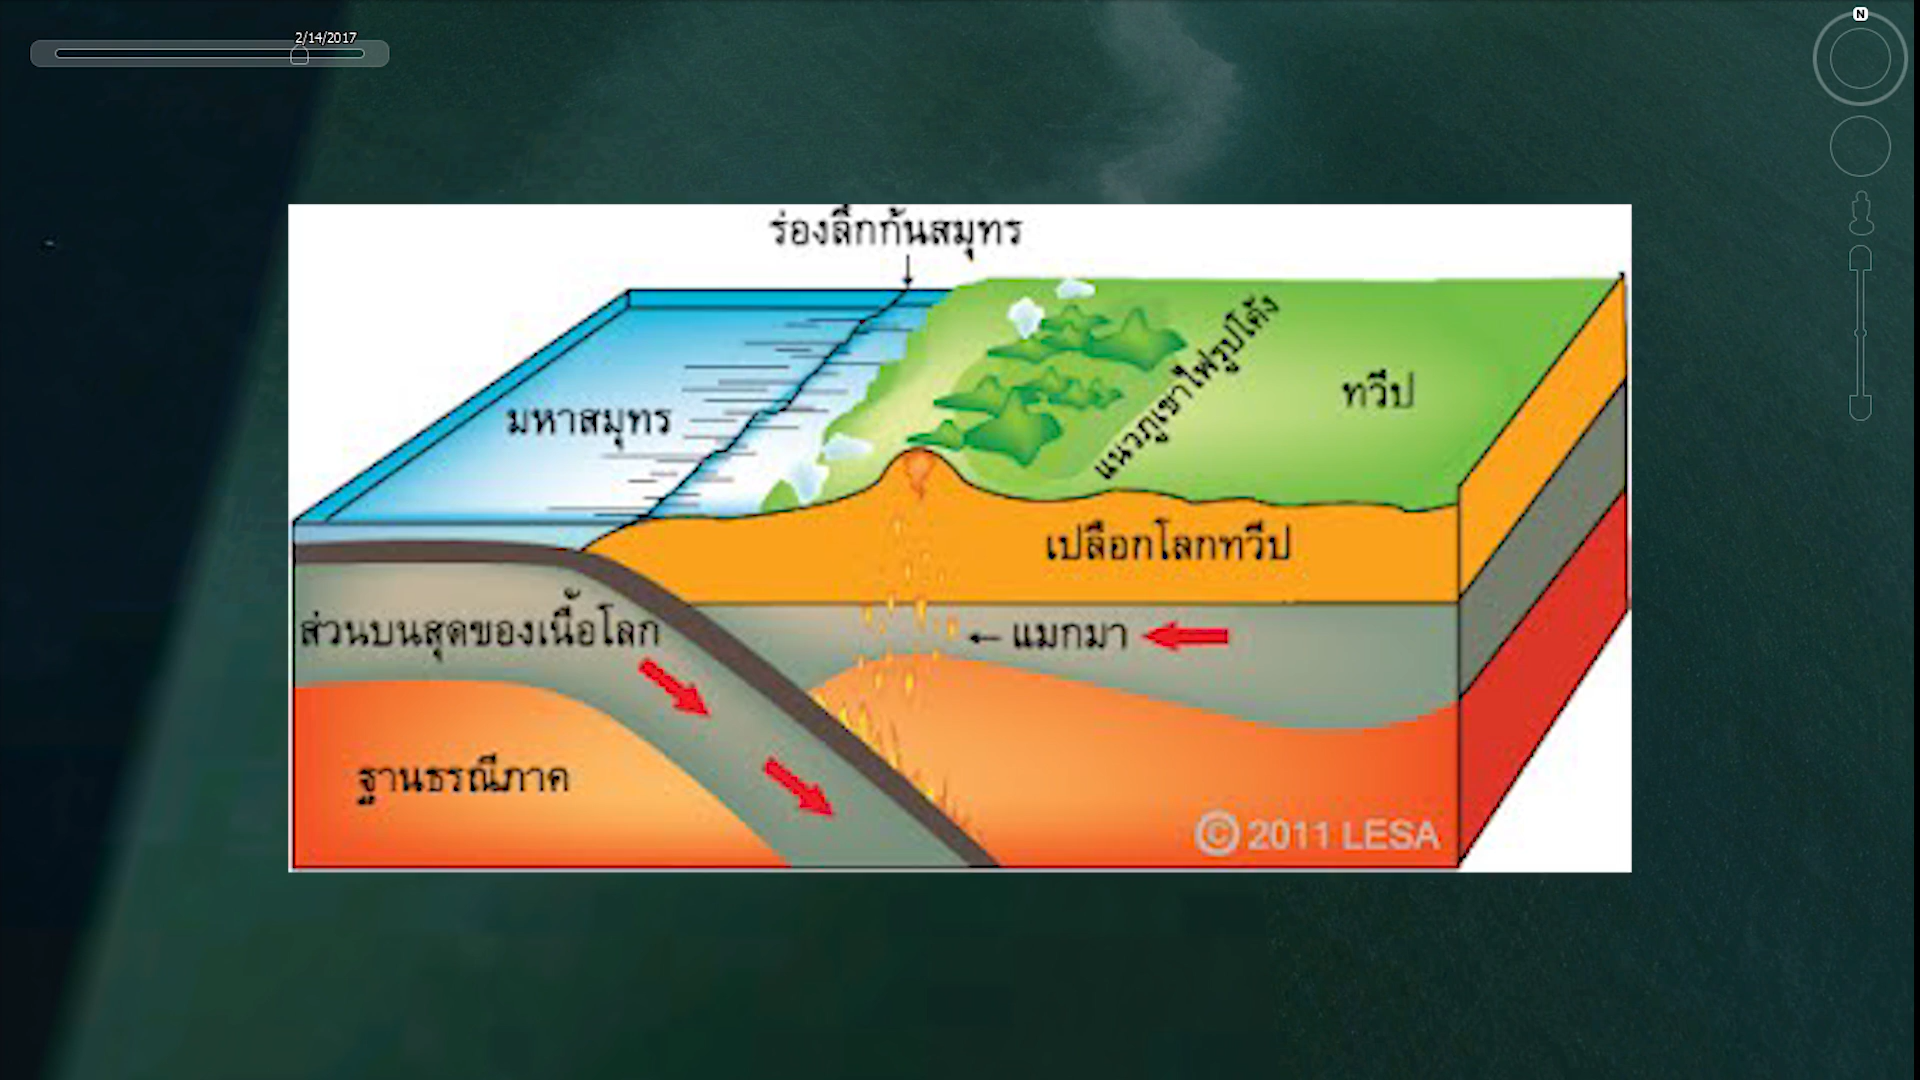 2/14/2017
N
ร่องลึกก้นสมุทร
มหาสมุทร
แนวภูเขาไฟรูปโค้ง
ทวีป
เปลือกโลกทวีป
ส่วนบนสุดของเนื้อโลก
← แมกมา
ฐานธรณีภาค
© 2011 LESA